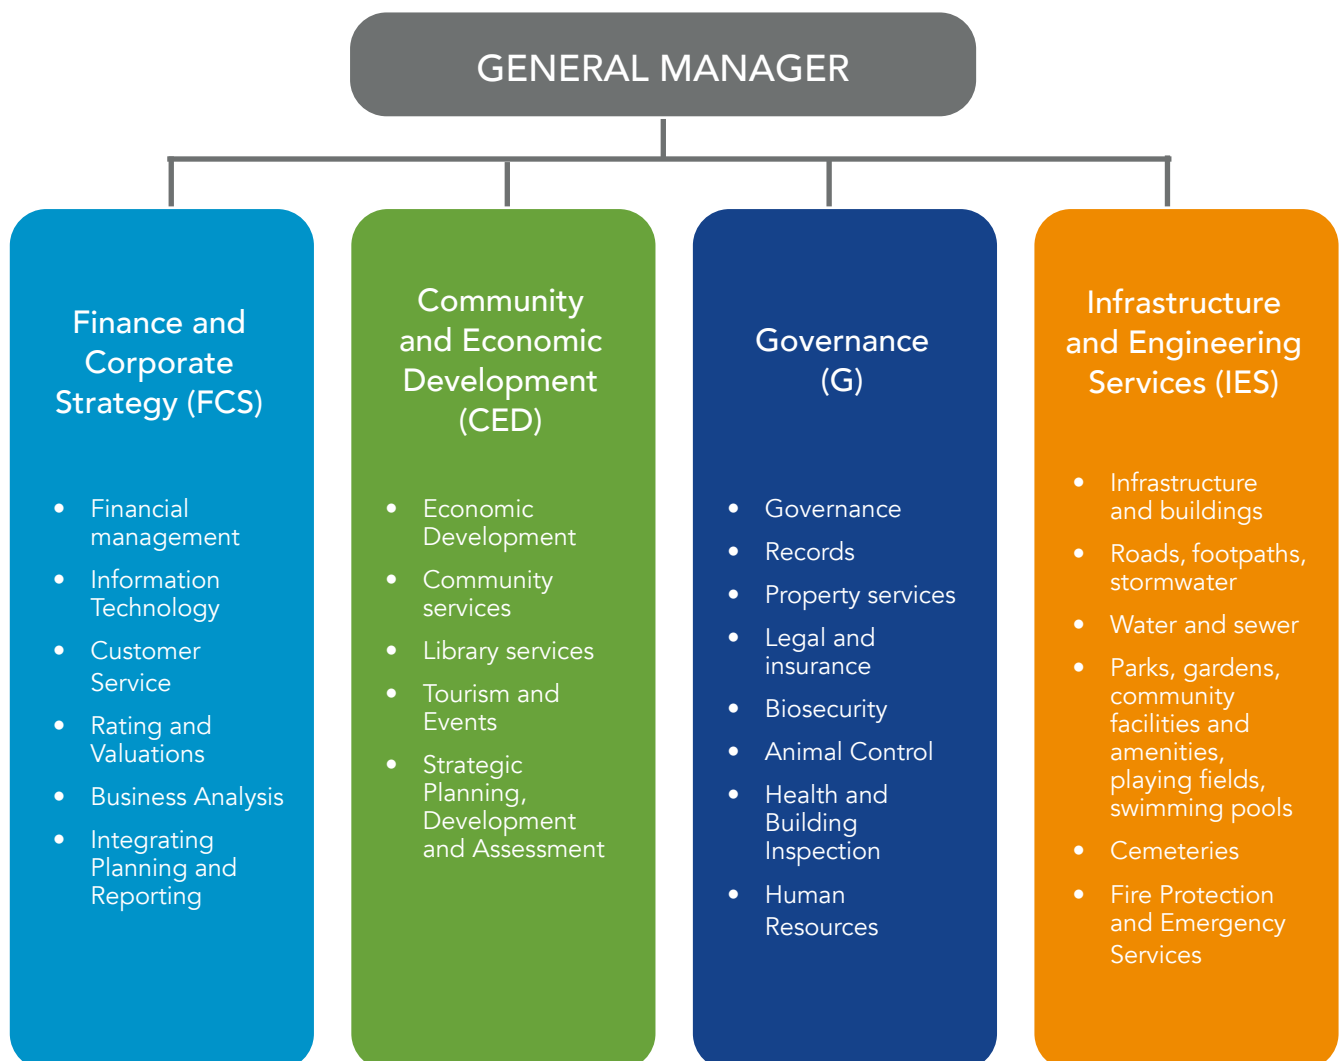 GENERAL MANAGER
Finance and
Corporate
Strategy (FCS)
• Financial
management
• Information
Technology
• Customer
Service
• Rating and
Valuations
• Business Analysis
• Integrating
Planning and
Reporting
Community
and Economic
Development
(CED)
• Economic
Development
• Community
services
• Library services
• Tourism and
Events
• Strategic
Planning,
Development
and Assessment
Governance
(G)
• Governance
• Records
• Property services
• Legal and
insurance
• Biosecurity
• Animal Control
• Health and
Building
Inspection
• Human
Resources
Infrastructure
and Engineering
Services (IES)
• Infrastructure
and buildings
• Roads, footpaths,
stormwater
• Water and sewer
• Parks, gardens,
community
facilities and
amenities,
playing fields,
swimming pools
• Cemeteries
• Fire Protection
and Emergency
Services